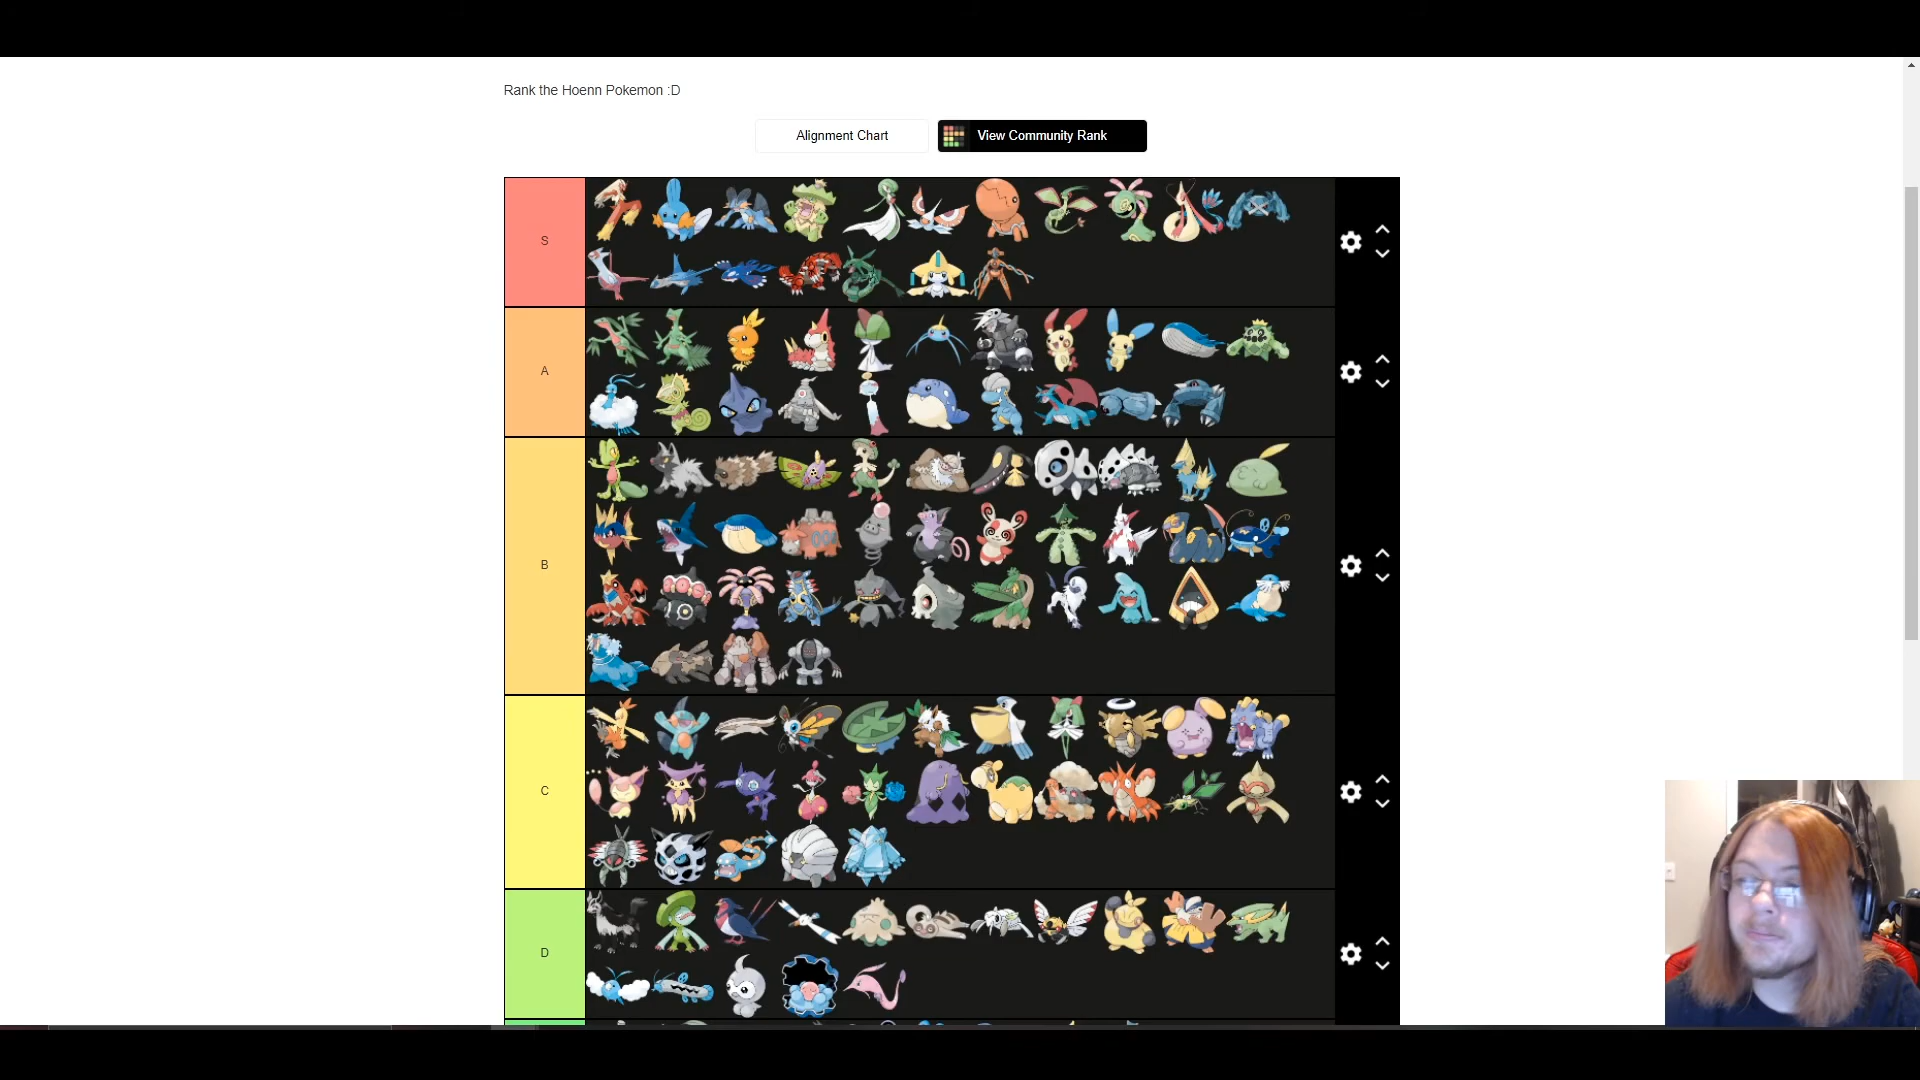 Rank the Hoenn Pokemon :D
Alignment Chart
View Community Rank
S
A
B
C
D